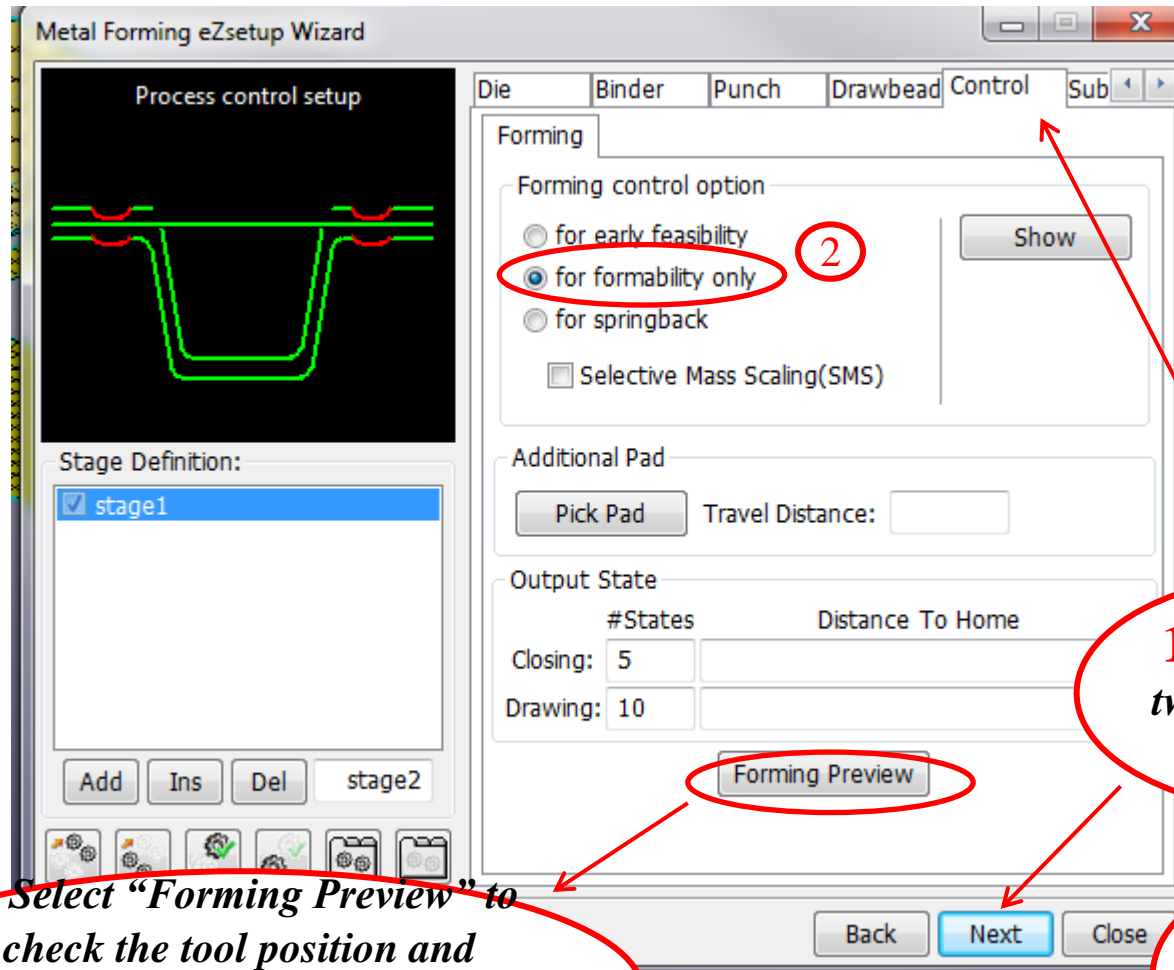 Metal Forming eZsetup Wizard
Process control setup
Die Binder Punch Drawbead Control Sub
Forming
Forming control option
for early feasibility
2
Show
for formability only
for springback
Selective Mass Scaling(SMS)
Stage Definition:
stage1
Additional Pad
Pick Pad Travel Distance:
Output State
#States Distance To Home
Closing: 5
Drawing: 10
1
tw
Add Ins Del stage2
Forming Preview
Select “Forming Preview” to
check the tool position and
Back Next Close